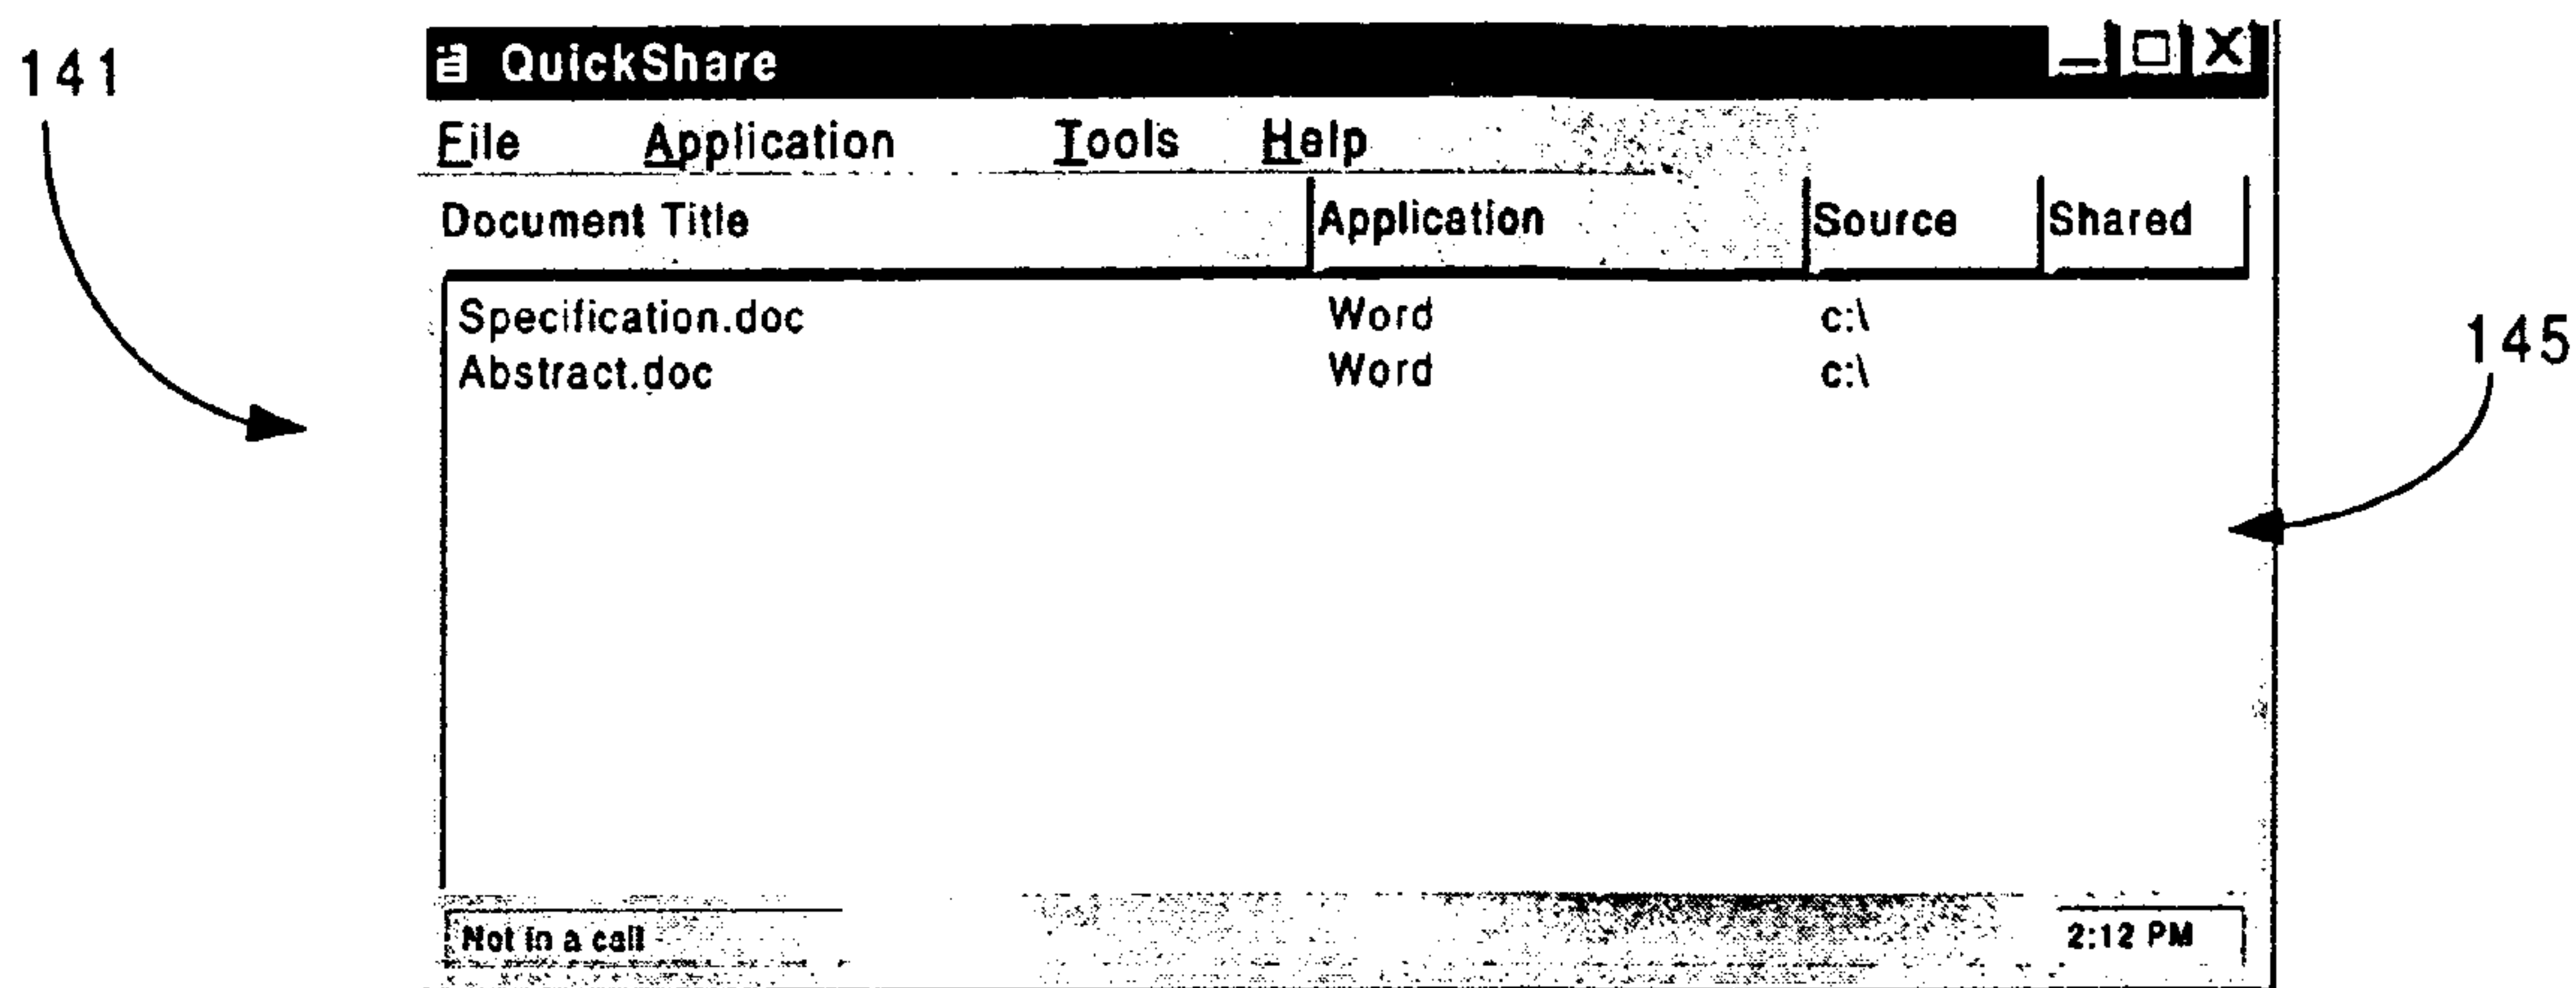 141
QuickShare
File Application Tools Help
Document Title Application Source Shared
Specification.doc Word c:\
Abstract.doc Word c:\
145
Not in a call 2:12 PM